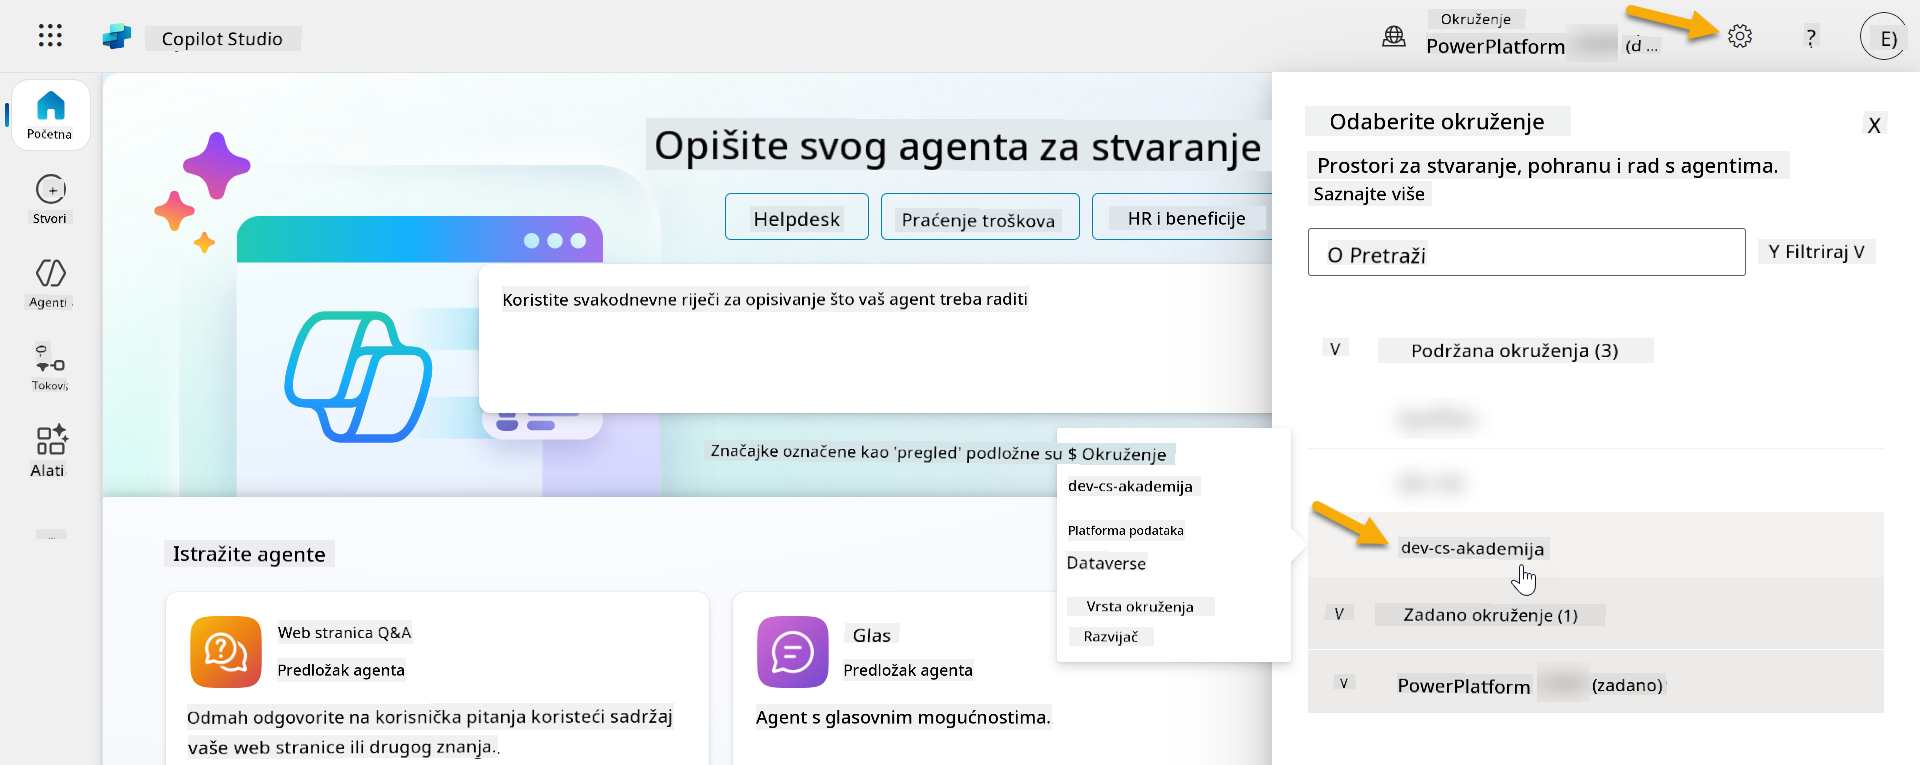 Copilot Studio
Okruženje
PowerPlatform
(d ...
?
E)
Početna
Stvori
Agenti
Tokovi,
Alati
Opišite svog agenta za stvaranje
Helpdesk
Praćenje troškova
HR i beneficije
Koristite svakodnevne riječi za opisivanje što vaš agent treba raditi
Značajke označene kao 'pregled' podložne su $ Okruženje
dev-cs-akademija
Platforma podataka
Dataverse
Vrsta okruženja
Razvijač
Istražite agente
Web stranica Q&A
Predložak agenta
Odmah odgovorite na korisnička pitanja koristeći sadržaj
vaše web stranice ili drugog znanja..
Glas
Predložak agenta
Agent s glasovnim mogućnostima.
Odaberite okruženje
X
Prostori za stvaranje, pohranu i rad s agentima.
Saznajte više
O Pretraži
Y Filtriraj V
V Podržana okruženja (3)
dev-cs-akademija
V Zadano okruženje (1)
V PowerPlatform (zadano)